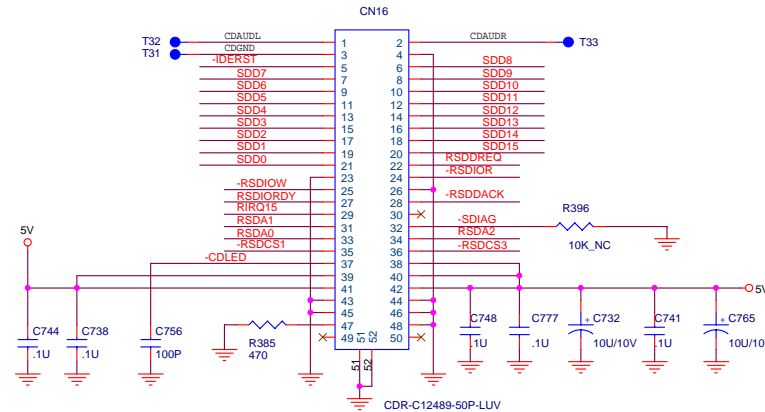 CN16
T32 CDAUDL 1 2 CDAUDR T33
T31 CDGND 3 4
-IDERST 5 6 SDD8
SDD7 7 8 SDD9
SDD6 9 10 SDD10
SDD5 11 12 SDD11
SDD4 13 14 SDD12
SDD3 15 16 SDD13
SDD2 17 18 SDD14
SDD1 19 20 SDD15
SDD0 21 22 RSDDREQ
23 24 -RSDIOR
-RSDIOW 25 26
RSDIORDY 27 28 -RSDDACK
RIRQ15 29 30
RSDA1 31 32 -SDIAG R396
RSDA0 33 34 RSDA2
-RSDCS1 35 36 -RSDCS3 10K_NC
5V
-CDLED 37 38
39 40
41 42 5V
43 44
45 46
47 48
49 50
51 52
51 52
C744 C738 C756 C748 C777 C732 C741 C765
.1U .1U 100P .1U .1U 10U/10V .1U 10U/10
R385
470
CDR-C12489-50P-LUV